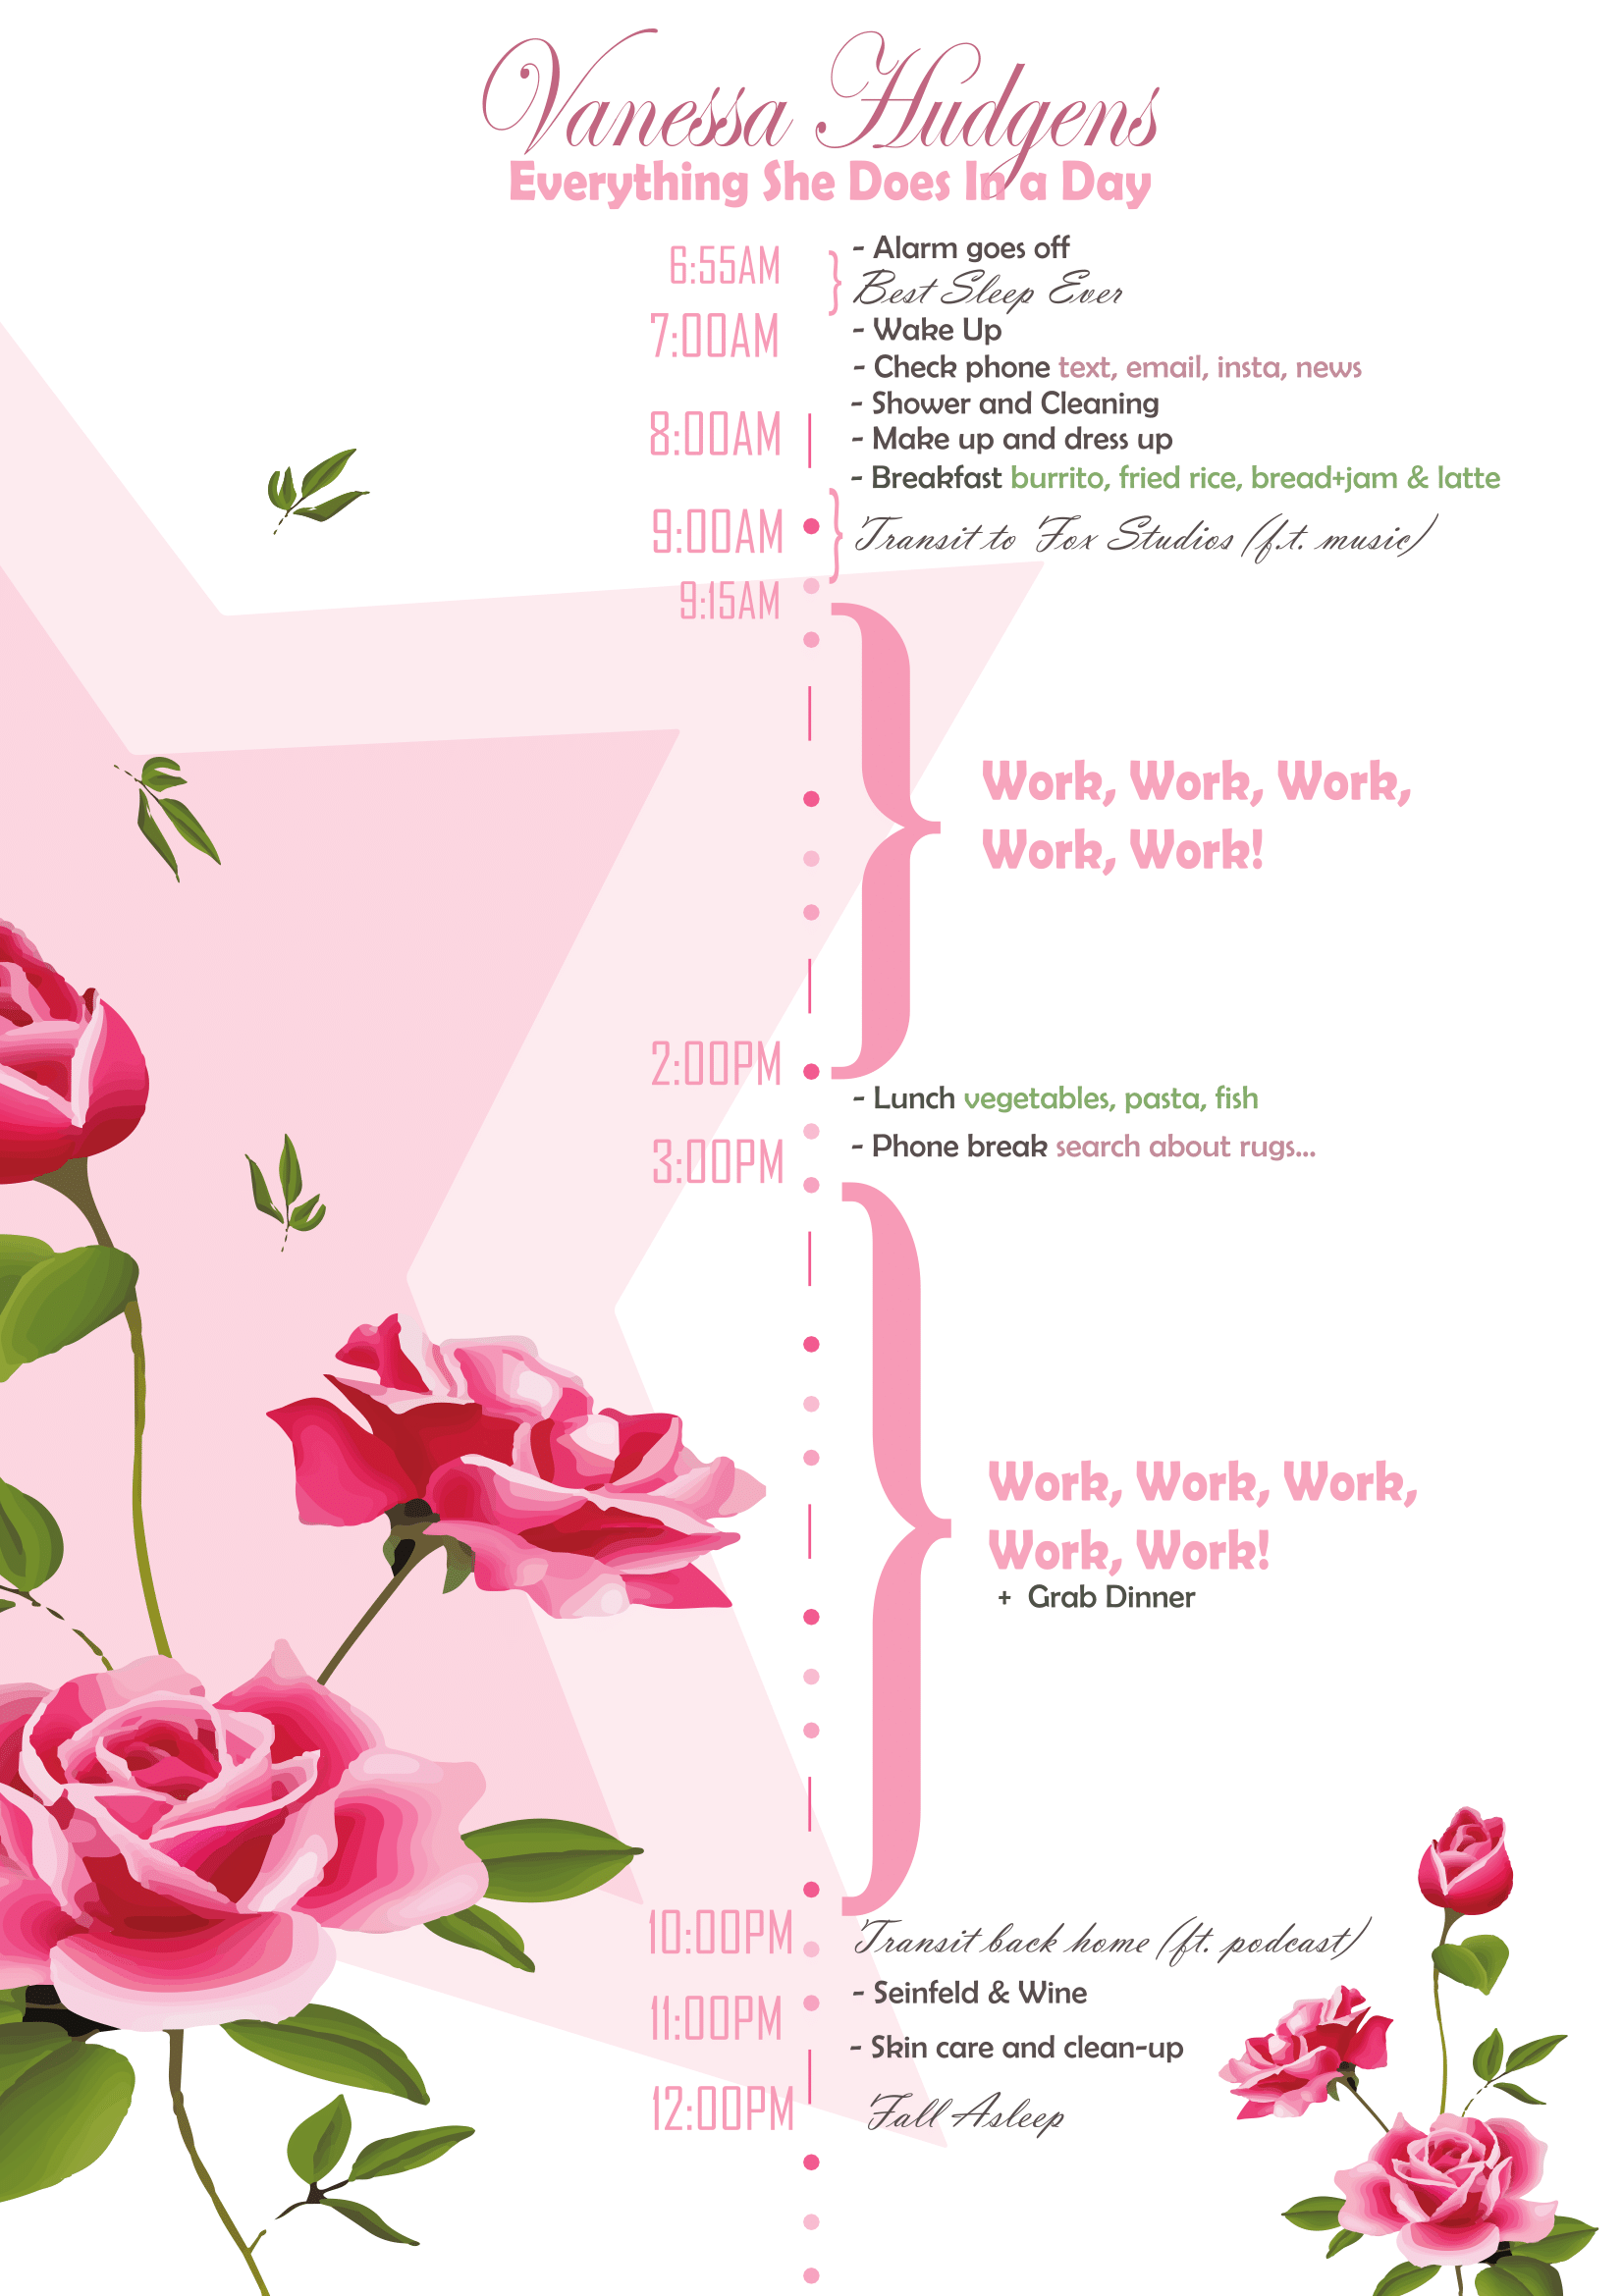 Vanessa Hudgens
Everything She Does In a Day
6:55AM
- Alarm goes off
Best Sleep Ever
7:00AM
- Wake Up
- Check phone text, email, insta, news
- Shower and Cleaning
8:00AM
- Make up and dress up
- Breakfast burrito, fried rice, bread+jam & latte
9:00AM
Transit to Fox Studios (f.t. music)
9:15AM
Work, Work, Work,
Work, Work!
2:00PM
- Lunch vegetables, pasta, fish
3:00PM
- Phone break search about rugs...
Work, Work, Work,
Work, Work!
+ Grab Dinner
10:00PM
Transit back home (ft. podcast)
- Seinfeld & Wine
11:00PM
- Skin care and clean-up
12:00PM
Fall Asleep